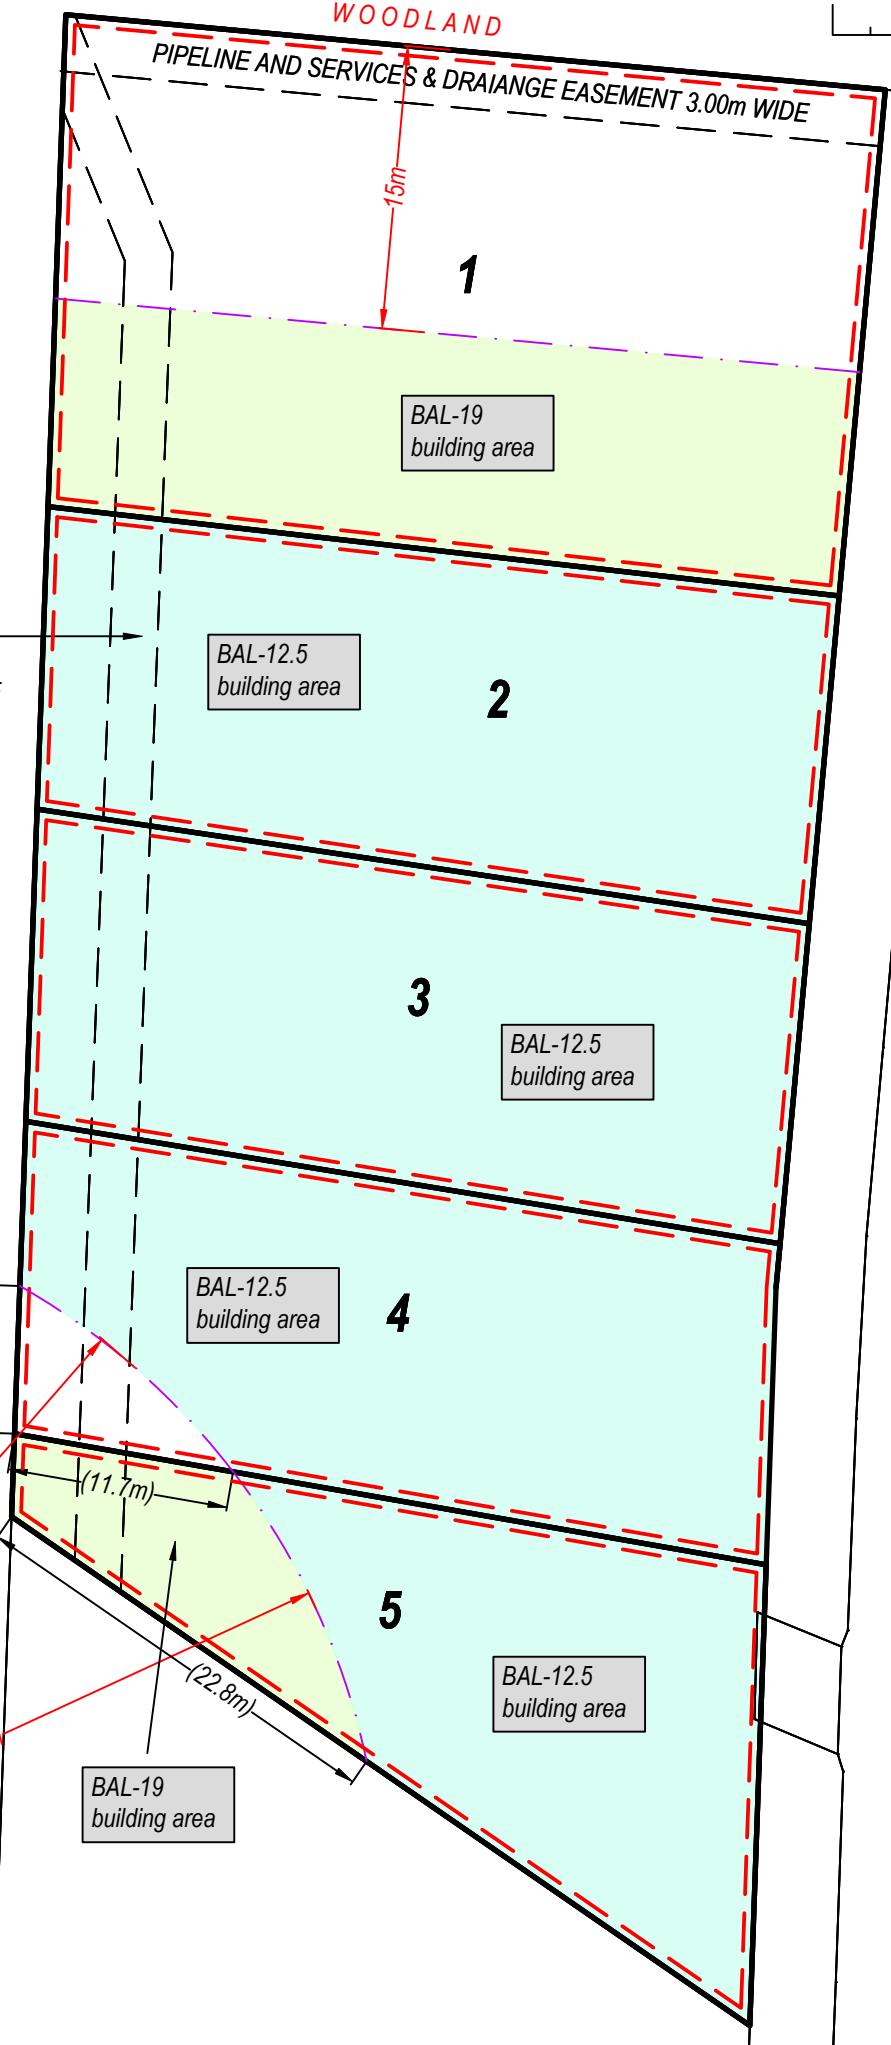 WOODLAND
PIPELINE AND SERVICES & DRAIANGE EASEMENT 3.00m WIDE
15m
1
BAL-19
building area
BAL-12.5
building area
2
3
BAL-12.5
building area
BAL-12.5
building area
4
(11.7m)
5
(22.8m)
BAL-12.5
building area
BAL-19
building area